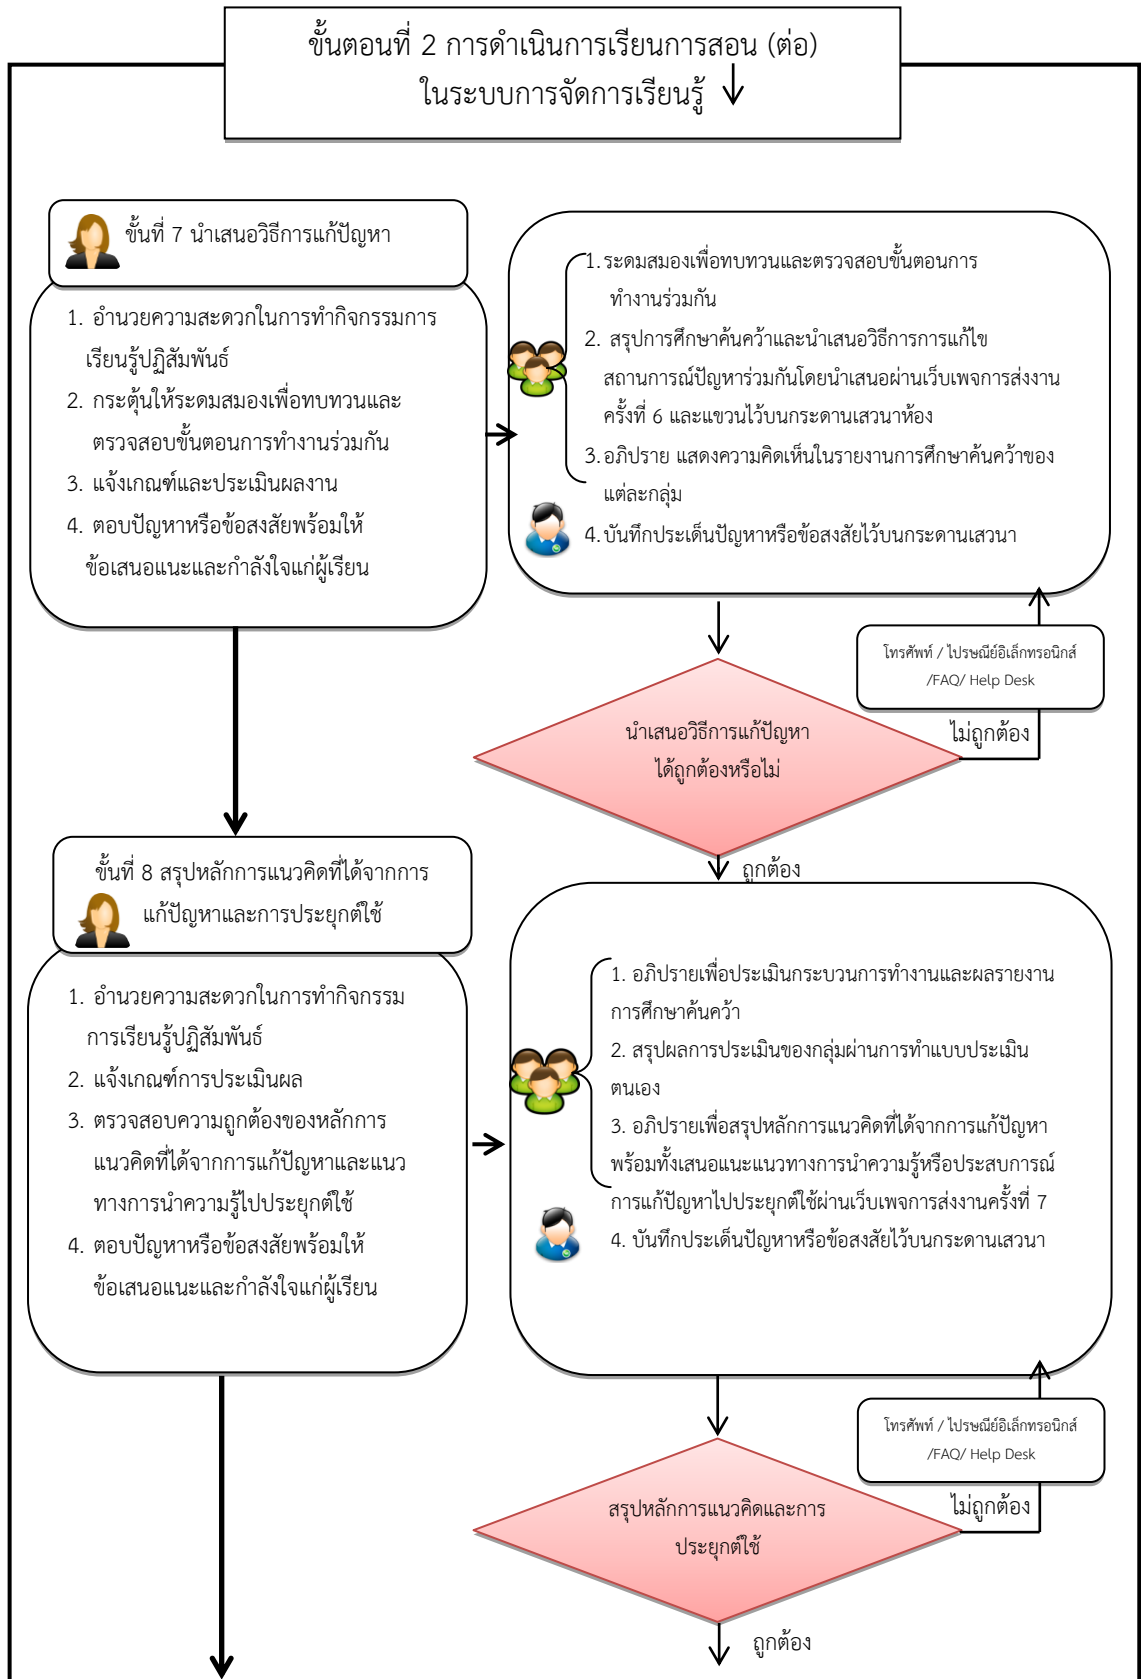 ขั้นตอนที่ 2 การดำเนินการเรียนการสอน (ต่อ)
ในระบบการจัดการเรียนรู้
ขั้นที่ 7 นำเสนอวิธีการแก้ปัญหา
1. อำนวยความสะดวกในการทำกิจกรรมการ
เรียนรู้ปฏิสัมพันธ์
2. กระตุ้นให้ระดมสมองเพื่อทบทวนและ
ตรวจสอบขั้นตอนการทำงานร่วมกัน
3. แจ้งเกณฑ์และประเมินผลงาน
4. ตอบปัญหาหรือข้อสงสัยพร้อมให้
ข้อเสนอแนะและกำลังใจแก่ผู้เรียน
1. ระดมสมองเพื่อทบทวนและตรวจสอบขั้นตอนการ
ทำงานร่วมกัน
2. สรุปการศึกษาค้นคว้าและนำเสนอวิธีการการแก้ไข
สถานการณ์ปัญหาร่วมกันโดยนำเสนอผ่านเว็บเพจการส่งงาน
ครั้งที่ 6 และแขวนไว้บนกระดานเสวนาห้อง
3. อภิปราย แสดงความคิดเห็นในรายงานการศึกษาค้นคว้าของ
แต่ละกลุ่ม
4. บันทึกประเด็นปัญหาหรือข้อสงสัยไว้บนกระดานเสวนา
โทรศัพท์ / ไปรษณีย์อิเล็กทรอนิกส์
/FAQ/ Help Desk
นำเสนอวิธีการแก้ปัญหา
ได้ถูกต้องหรือไม่
ไม่ถูกต้อง
ถูกต้อง
ขั้นที่ 8 สรุปหลักการแนวคิดที่ได้จากการ
แก้ปัญหาและการประยุกต์ใช้
1. อำนวยความสะดวกในการทำกิจกรรม
การเรียนรู้ปฏิสัมพันธ์
2. แจ้งเกณฑ์การประเมินผล
3. ตรวจสอบความถูกต้องของหลักการ
แนวคิดที่ได้จากการแก้ปัญหาและแนว
ทางการนำความรู้ไปประยุกต์ใช้
4. ตอบปัญหาหรือข้อสงสัยพร้อมให้
ข้อเสนอแนะและกำลังใจแก่ผู้เรียน
1. อภิปรายเพื่อประเมินกระบวนการทำงานและผลรายงาน
การศึกษาค้นคว้า
2. สรุปผลการประเมินของกลุ่มผ่านการทำแบบประเมิน
ตนเอง
3. อภิปรายเพื่อสรุปหลักการแนวคิดที่ได้จากการแก้ปัญหา
พร้อมทั้งเสนอแนะแนวทางการนำความรู้หรือประสบการณ์
การแก้ปัญหาไปประยุกต์ใช้ผ่านเว็บเพจการส่งงานครั้งที่ 7
4. บันทึกประเด็นปัญหาหรือข้อสงสัยไว้บนกระดานเสวนา
โทรศัพท์ / ไปรษณีย์อิเล็กทรอนิกส์
/FAQ/ Help Desk
สรุปหลักการแนวคิดและการ
ประยุกต์ใช้
ไม่ถูกต้อง
ถูกต้อง